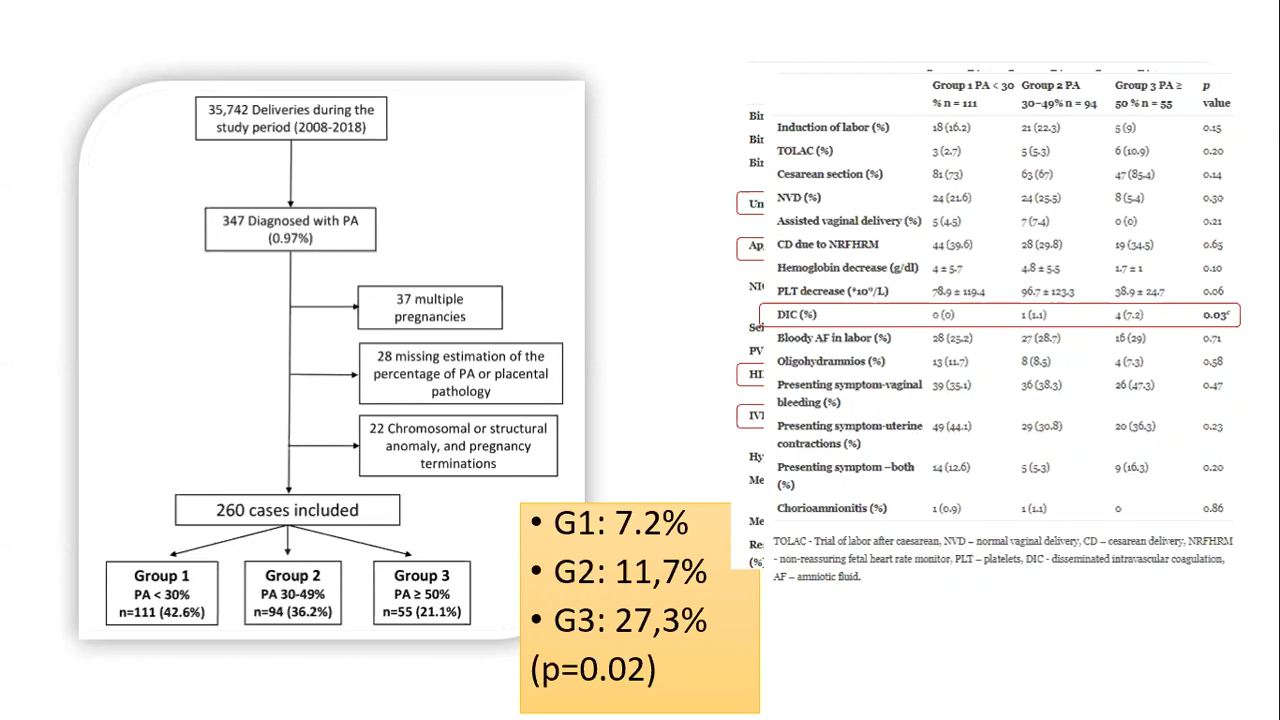 35,742 Deliveries during the
study period (2008-2018)
347 Diagnosed with PA
(0.97%)
37 multiple
pregnancies
28 missing estimation of the
percentage of PA or placental
pathology
22 Chromosomal or structural
anomaly, and pregnancy
terminations
260 cases included
Group 1
PA < 30%
n=111 (42.6%)
Group 2
PA 30-49%
n=94 (36.2%)
Group 3
PA ≥ 50%
n=55 (21.1%)
• G1: 7.2%
• G2: 11,7%
• G3: 27,3%
(p=0.02)
Group 1 PA < 30 Group 2 PA Group 3 PA ≥ p
% n = 111 30–49% n = 94 50 % n = 55 value
Induction of labor (%) 18 (16.2) 21 (22.3) 5 (9) 0.15
TOLAC (%) 3 (2.7) 5 (5.3) 6 (10.9) 0.20
Cesarean section (%) 81 (73) 63 (67) 47 (85.4) 0.14
NVD (%) 24 (21.6) 24 (25.5) 8 (5.4) 0.30
Assisted vaginal delivery (%) 5 (4.5) 7 (7.4) 0 (0) 0.21
CD due to NRFHRM 44 (39.6) 28 (29.8) 19 (34.5) 0.65
Hemoglobin decrease (g/dl) 4 ± 5.7 4.8 ± 5.5 1.7 ± 1 0.10
PLT decrease (*10⁹/L) 78.9 ± 119.4 96.7 ± 123.3 38.9 ± 24.7 0.06
DIC (%) 0 (0) 1 (1.1) 4 (7.2) 0.03ᶜ
Bloody AF in labor (%) 28 (25.2) 27 (28.7) 16 (29) 0.71
Oligohydramnios (%) 13 (11.7) 8 (8.5) 4 (7.3) 0.58
Presenting symptom-vaginal 39 (35.1) 36 (38.3) 26 (47.3) 0.47
bleeding (%)
Presenting symptom-uterine 49 (44.1) 29 (30.8) 20 (36.3) 0.23
contractions (%)
Presenting symptom –both 14 (12.6) 5 (5.3) 9 (16.3) 0.20
(%)
Chorioamnionitis (%) 1 (0.9) 1 (1.1) 0 0.86
TOLAC - Trial of labor after caesarean, NVD – normal vaginal delivery, CD – cesarean delivery, NRFHRM
- non-reassuring fetal heart rate monitor, PLT – platelets, DIC - disseminated intravascular coagulation,
AF – amniotic fluid.